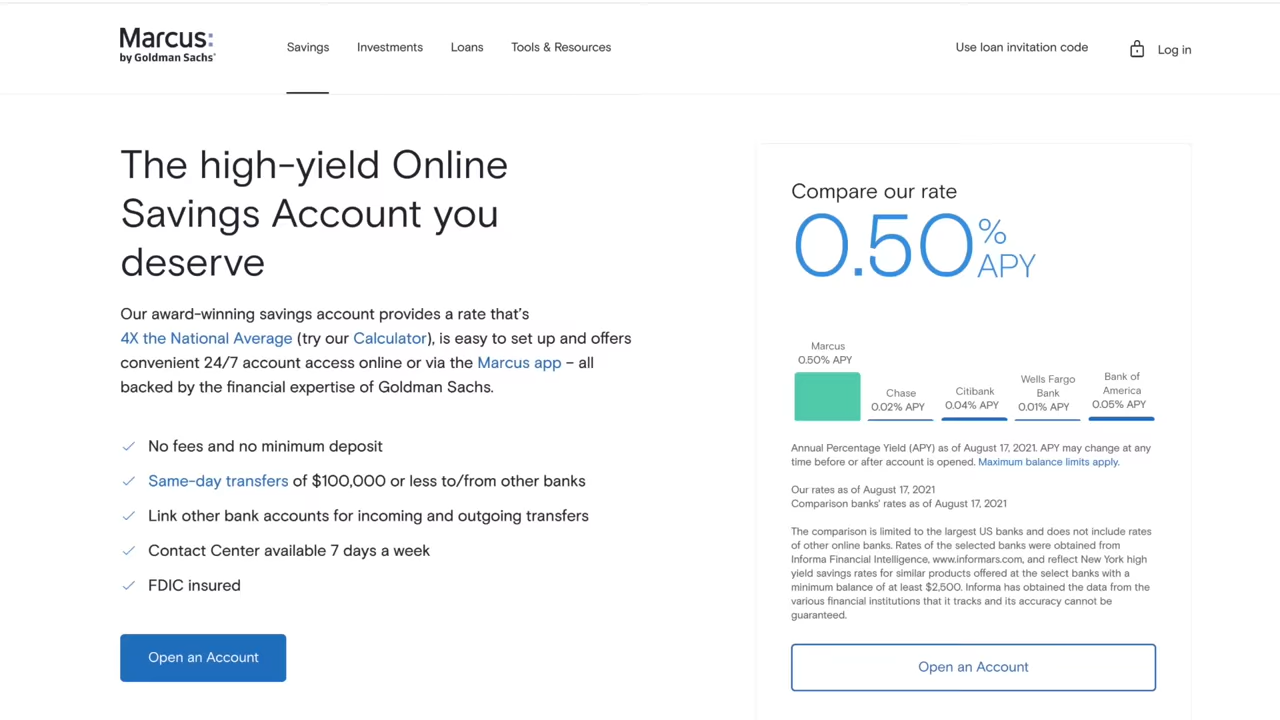 Marcus:
by Goldman Sachs®
Savings
Investments
Loans
Tools & Resources
Use loan invitation code
Log in
The high-yield Online
Savings Account you
deserve
Our award-winning savings account provides a rate that's
4X the National Average (try our Calculator), is easy to set up and offers
convenient 24/7 account access online or via the Marcus app – all
backed by the financial expertise of Goldman Sachs.
No fees and no minimum deposit
Same-day transfers of $100,000 or less to/from other banks
Link other bank accounts for incoming and outgoing transfers
Contact Center available 7 days a week
FDIC insured
Open an Account
Compare our rate
0.50% APY
Marcus
0.50% APY
Chase
0.02% APY
Citibank
0.04% APY
Wells Fargo
Bank
0.01% APY
Bank of
America
0.05% APY
Annual Percentage Yield (APY) as of August 17, 2021. APY may change at any
time before or after account is opened. Maximum balance limits apply.
Our rates as of August 17, 2021
Comparison banks' rates as of August 17, 2021
The comparison is limited to the largest US banks and does not include rates
of other online banks. Rates of the selected banks were obtained from
Informa Financial Intelligence, www.informars.com, and reflect New York high
yield savings rates for similar products offered at the select banks with a
minimum balance of at least $2,500. Informa has obtained the data from the
various financial institutions that it tracks and its accuracy cannot be
guaranteed.
Open an Account